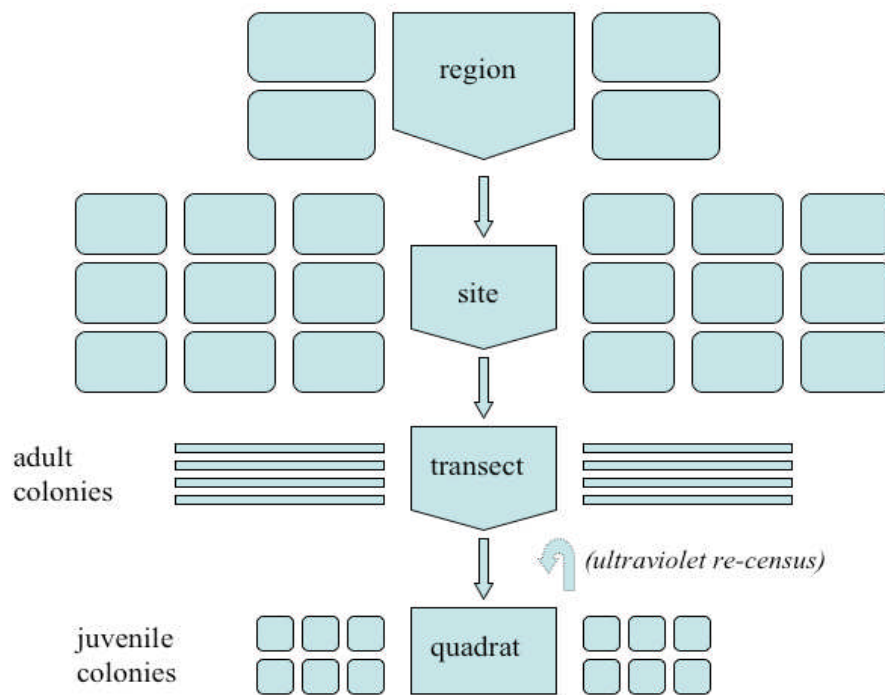 region
site
adult
colonies
transect
(ultraviolet re-census)
juvenile
colonies
quadrat